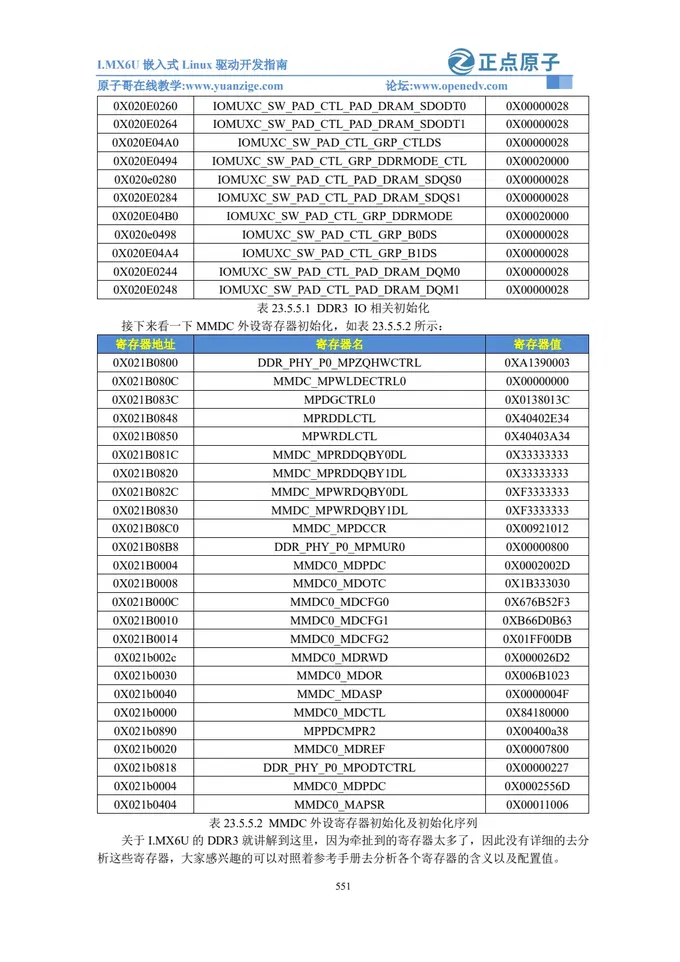 I.MX6U 嵌入式 Linux 驱动开发指南
正点原子
原子哥在线教学:www.yuanzige.com 论坛:www.openedv.com
0X020E0260 IOMUXC_SW_PAD_CTL_PAD_DRAM_SDODT0 0X00000028
0X020E0264 IOMUXC_SW_PAD_CTL_PAD_DRAM_SDODT1 0X00000028
0X020E04A0 IOMUXC_SW_PAD_CTL_GRP_CTLDS 0X00000028
0X020E0494 IOMUXC_SW_PAD_CTL_GRP_DDRMODE_CTL 0X00020000
0X020e0280 IOMUXC_SW_PAD_CTL_PAD_DRAM_SDQS0 0X00000028
0X020E0284 IOMUXC_SW_PAD_CTL_PAD_DRAM_SDQS1 0X00000028
0X020E04B0 IOMUXC_SW_PAD_CTL_GRP_DDRMODE 0X00020000
0X020e0498 IOMUXC_SW_PAD_CTL_GRP_B0DS 0X00000028
0X020E04A4 IOMUXC_SW_PAD_CTL_GRP_B1DS 0X00000028
0X020E0244 IOMUXC_SW_PAD_CTL_PAD_DRAM_DQM0 0X00000028
0X020E0248 IOMUXC_SW_PAD_CTL_PAD_DRAM_DQM1 0X00000028
表 23.5.5.1 DDR3 IO 相关初始化
接下来看一下 MMDC 外设寄存器初始化，如表 23.5.5.2 所示：
寄存器地址 寄存器名 寄存器值
0X021B0800 DDR_PHY_P0_MPZQHWCTRL 0XA1390003
0X021B080C MMDC_MPWLDECTRL0 0X00000000
0X021B083C MPDGCTRL0 0X0138013C
0X021B0848 MPRDDLCTL 0X40402E34
0X021B0850 MPWRDLCTL 0X40403A34
0X021B081C MMDC_MPRDDQBY0DL 0X33333333
0X021B0820 MMDC_MPRDDQBY1DL 0X33333333
0X021B082C MMDC_MPWRDQBY0DL 0XF3333333
0X021B0830 MMDC_MPWRDQBY1DL 0XF3333333
0X021B08C0 MMDC_MPDCCR 0X00921012
0X021B08B8 DDR_PHY_P0_MPMUR0 0X00000800
0X021B0004 MMDC0_MDPDC 0X0002002D
0X021B0008 MMDC0_MDOTC 0X1B333030
0X021B000C MMDC0_MDCFG0 0X676B52F3
0X021B0010 MMDC0_MDCFG1 0XB66D0B63
0X021B0014 MMDC0_MDCFG2 0X01FF00DB
0X021b002c MMDC0_MDRWD 0X000026D2
0X021b0030 MMDC0_MDOR 0X006B1023
0X021b0040 MMDC_MDASP 0X0000004F
0X021b0000 MMDC0_MDCTL 0X84180000
0X021b0890 MPPDCMPR2 0X00400a38
0X021b0020 MMDC0_MDREF 0X00007800
0X021b0818 DDR_PHY_P0_MPODTCTRL 0X00000227
0X021b0004 MMDC0_MDPDC 0X0002556D
0X021b0404 MMDC0_MAPSR 0X00011006
表 23.5.5.2 MMDC 外设寄存器初始化及初始化序列
关于 I.MX6U 的 DDR3 就讲解到这里，因为牵扯到的寄存器太多了，因此没有详细的去分
析这些寄存器，大家感兴趣的可以对照着参考手册去分析各个寄存器的含义以及配置值。
551